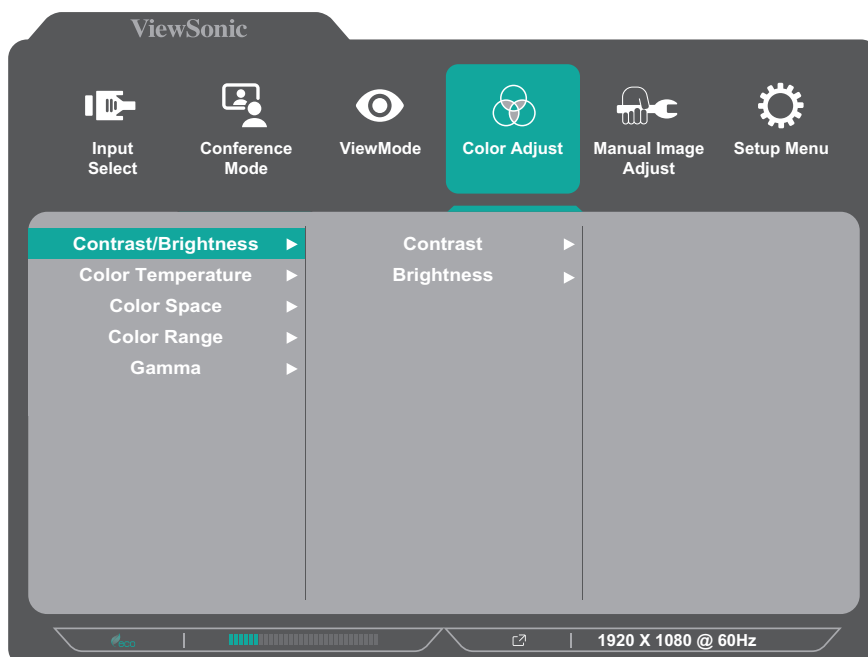 ViewSonic
Input
Select
Conference
Mode
ViewMode
Color Adjust
Manual Image
Adjust
Setup Menu
Contrast/Brightness
Color Temperature
Color Space
Color Range
Gamma
Contrast
Brightness
eco
1920 X 1080 @ 60Hz